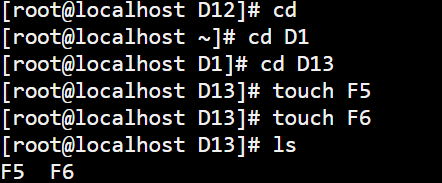 [root@localhost D12]# cd
[root@localhost ~]# cd D1
[root@localhost D1]# cd D13
[root@localhost D13]# touch F5
[root@localhost D13]# touch F6
[root@localhost D13]# ls
F5  F6